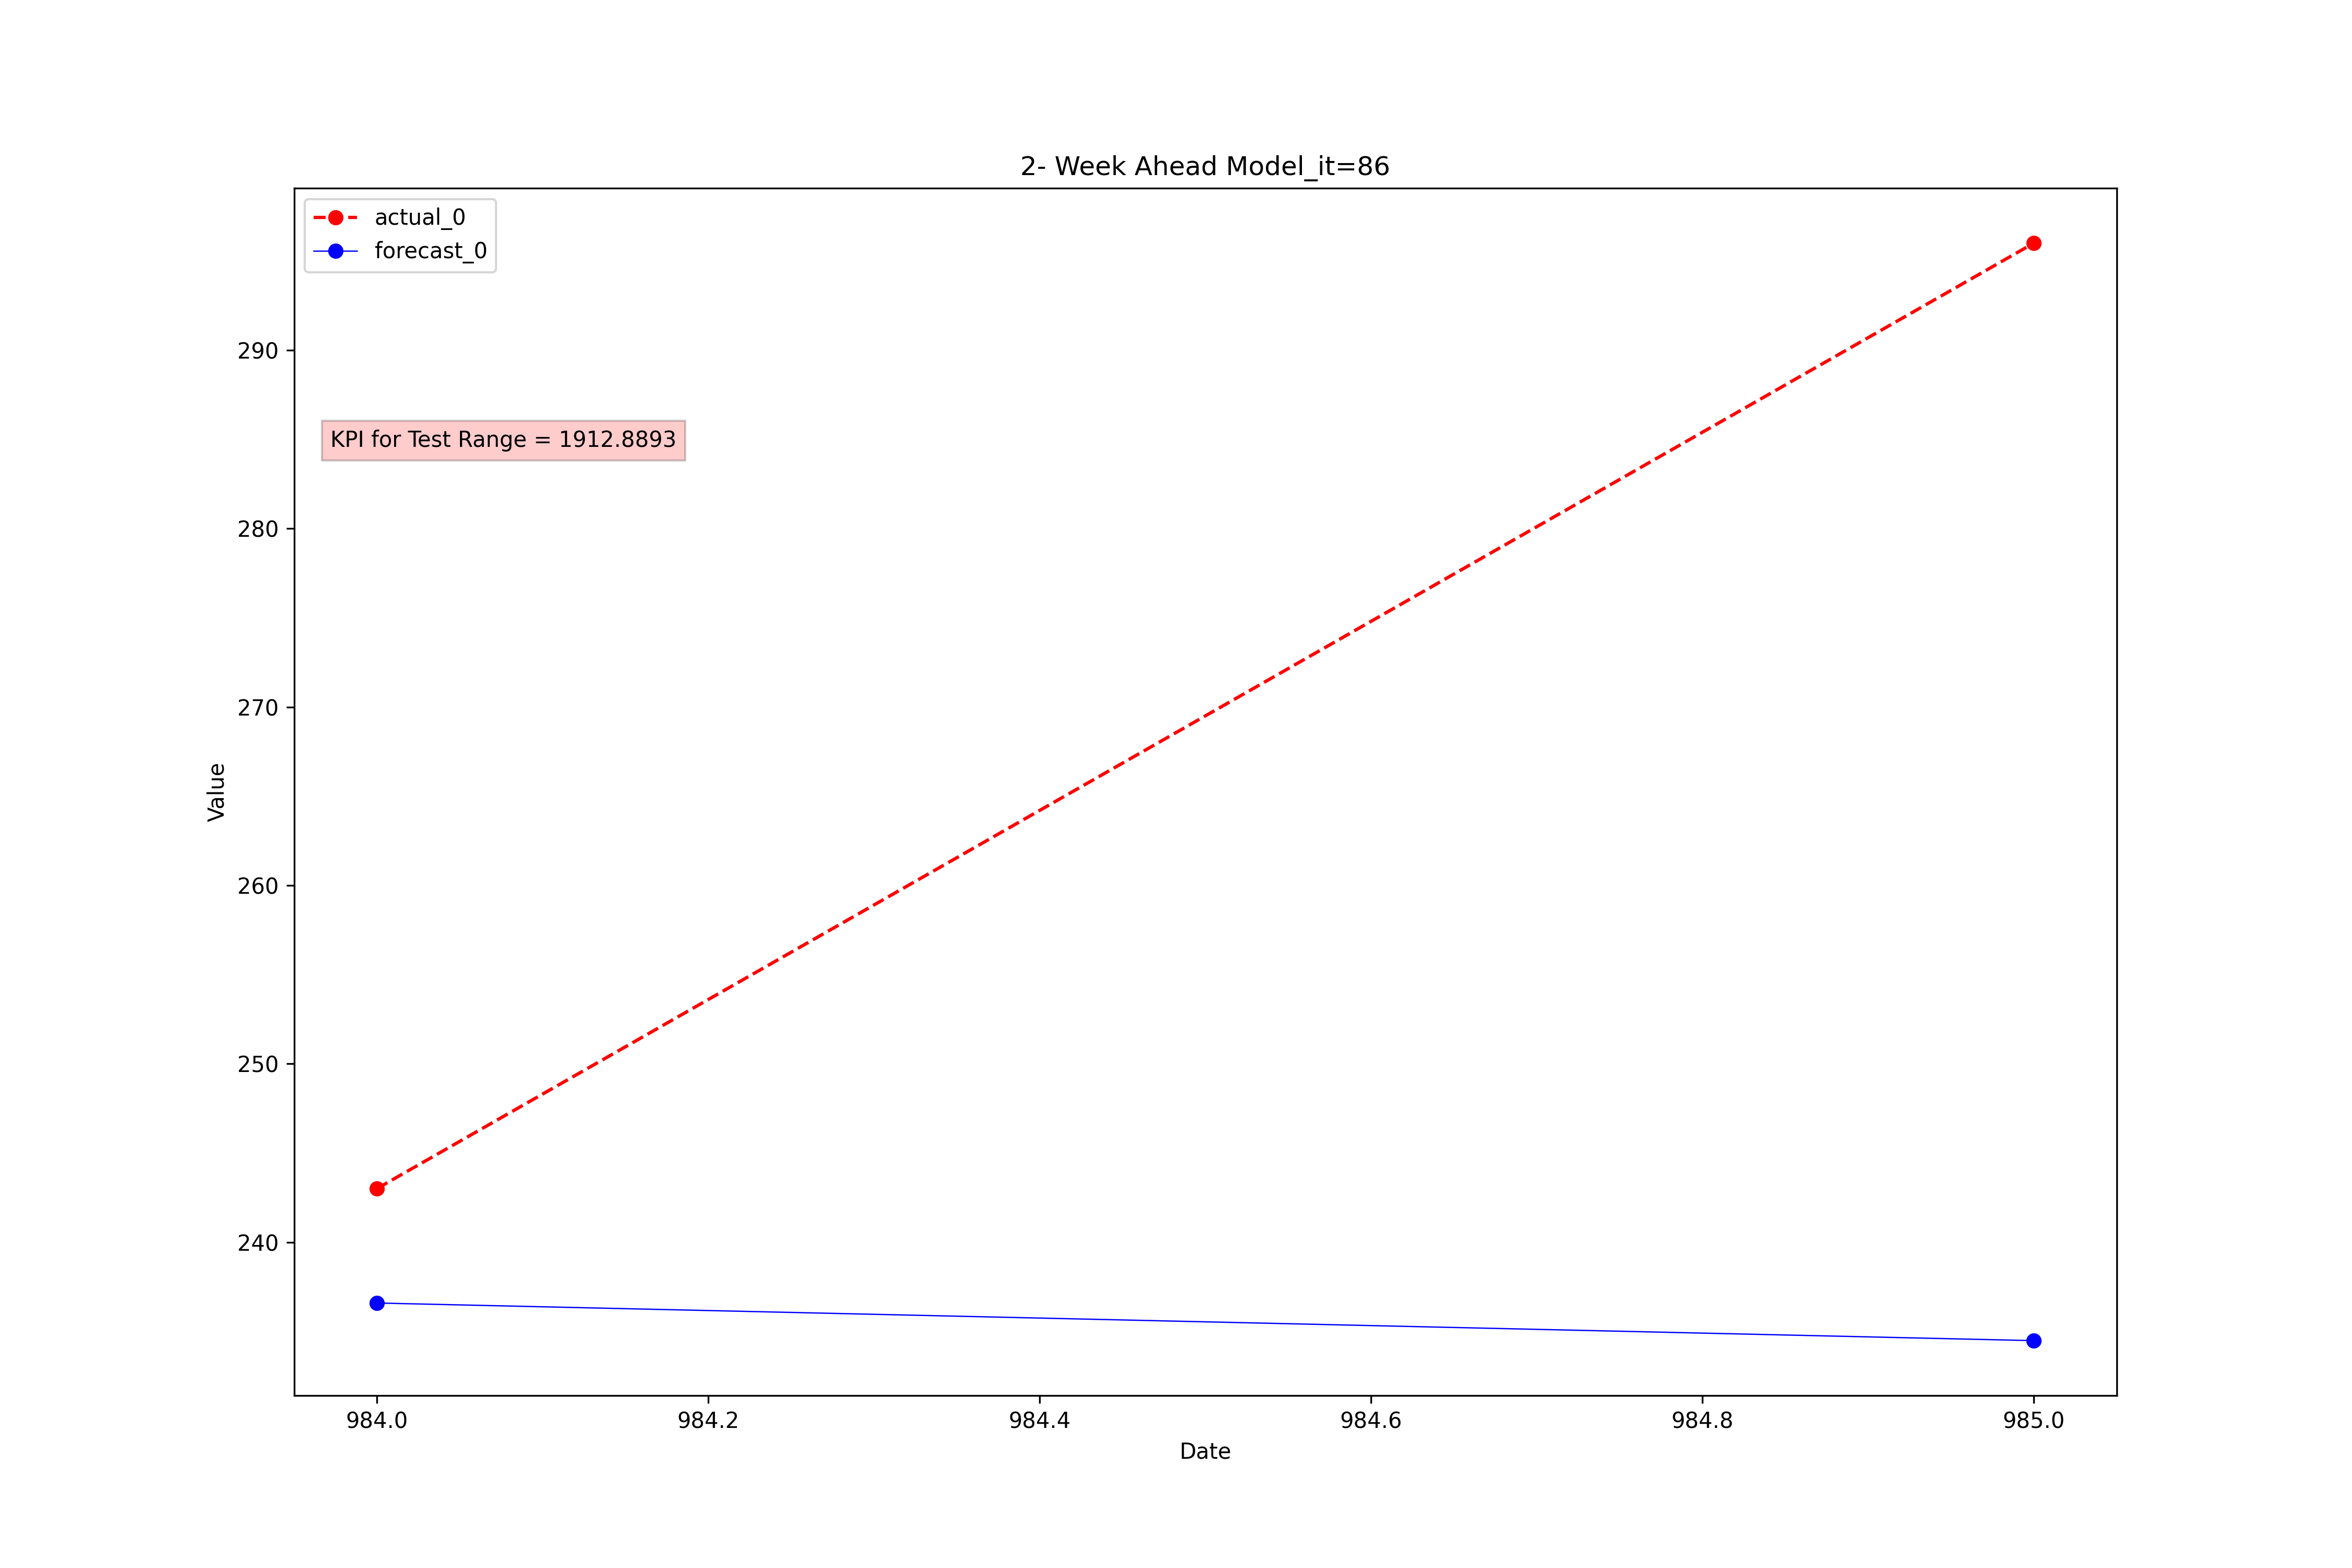 2- Week Ahead Model_it=86
actual_0
forecast_0
KPI for Test Range = 1912.8893
Value
290
280
270
260
250
240
984.0
984.2
984.4
984.6
984.8
985.0
Date